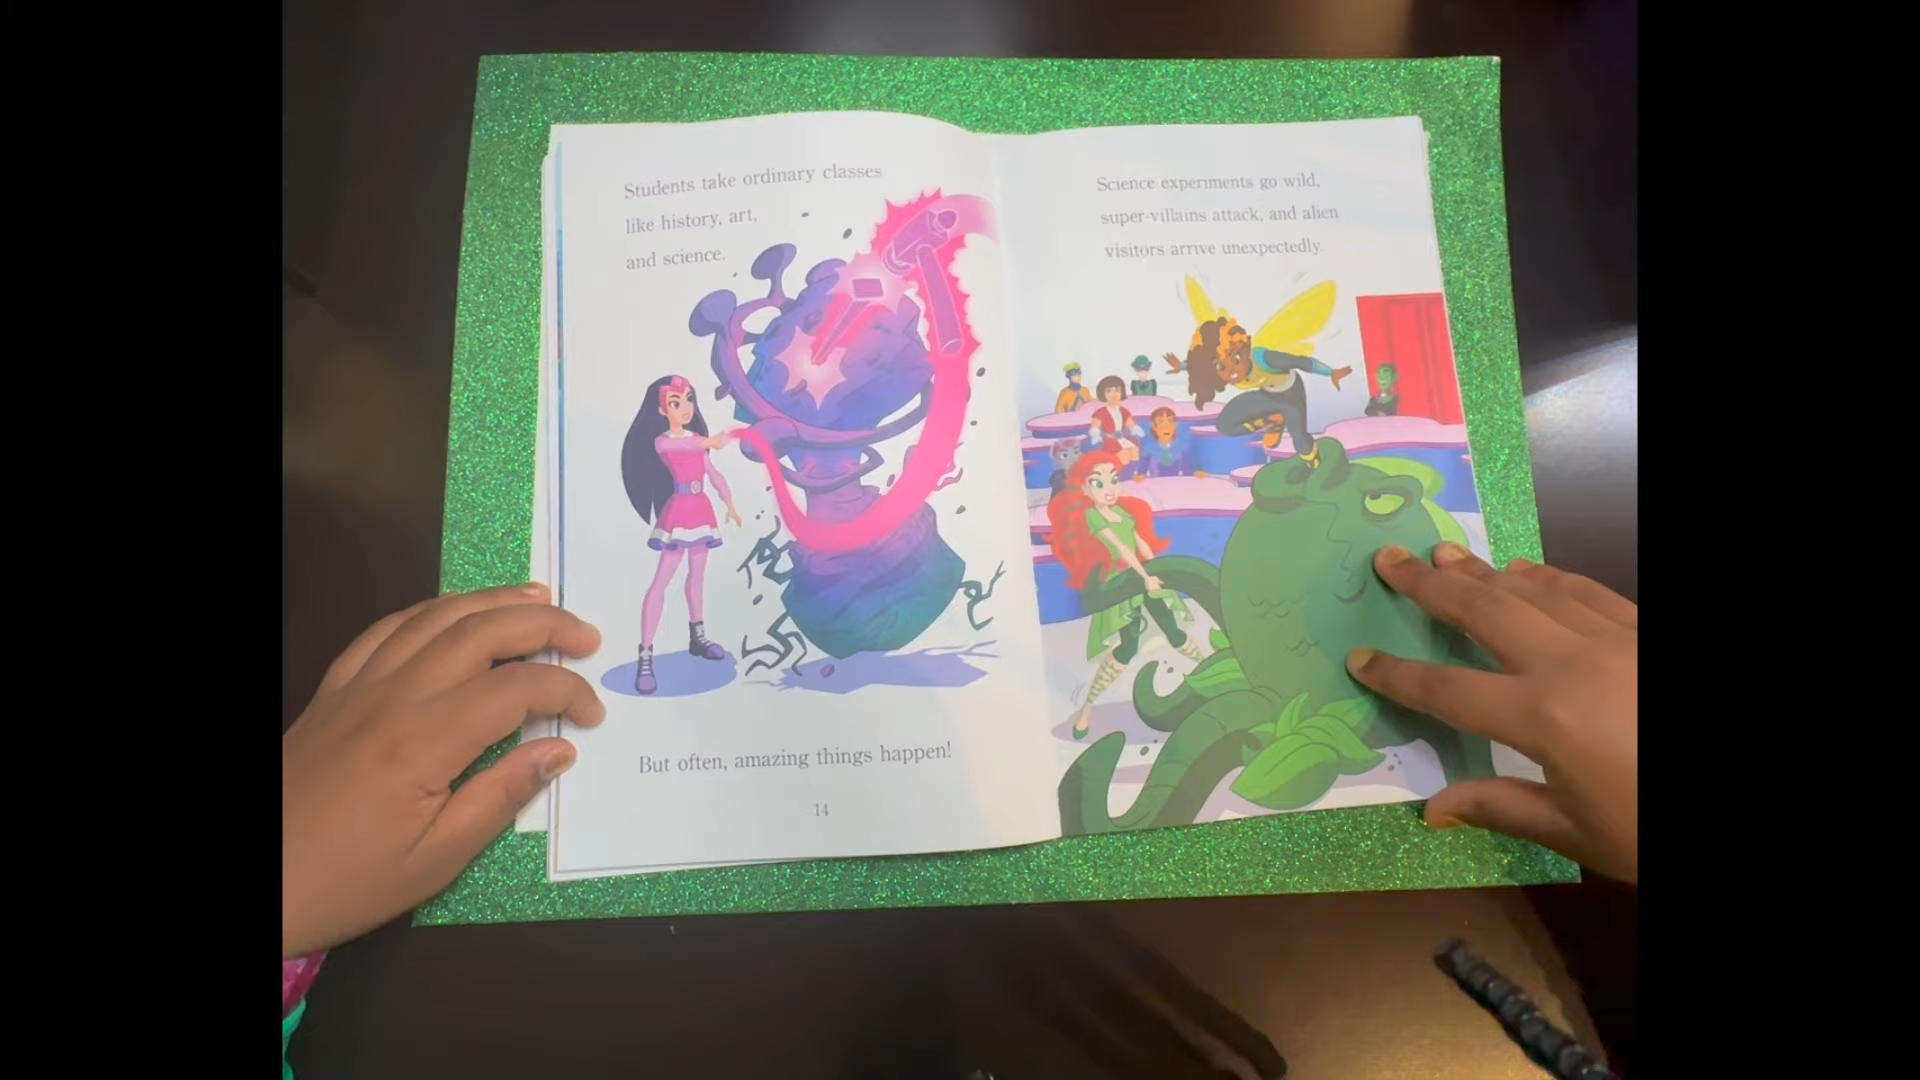 Students take ordinary classes
like history, art,
and science.
But often, amazing things happen!
14
Science experiments go wild,
super-villains attack, and alien
visitors arrive unexpectedly.